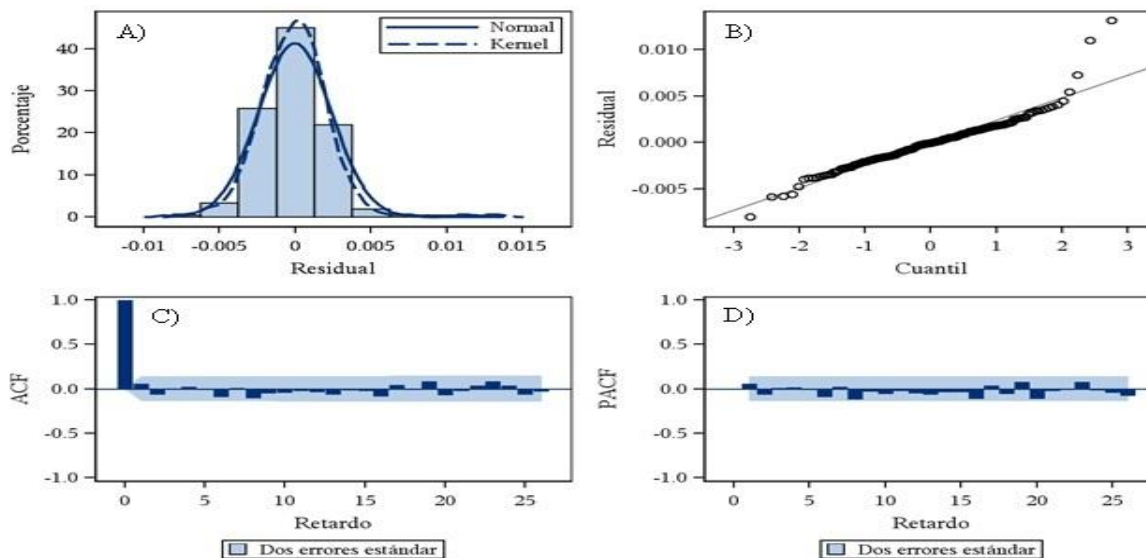 A)
Normal
Kernel
Porcentaje
40
30
20
10
0
-0.01 -0.005 0 0.005 0.01 0.015
Residual
B)
Residual
0.010
0.005
0.000
-0.005
-3 -2 -1 0 1 2 3
Cuantil
C)
ACF
1.0
0.5
0.0
-0.5
-1.0
0 5 10 15 20 25
Retardo
Dos errores estándar
D)
PACF
1.0
0.5
0.0
-0.5
-1.0
0 5 10 15 20 25
Retardo
Dos errores estándar